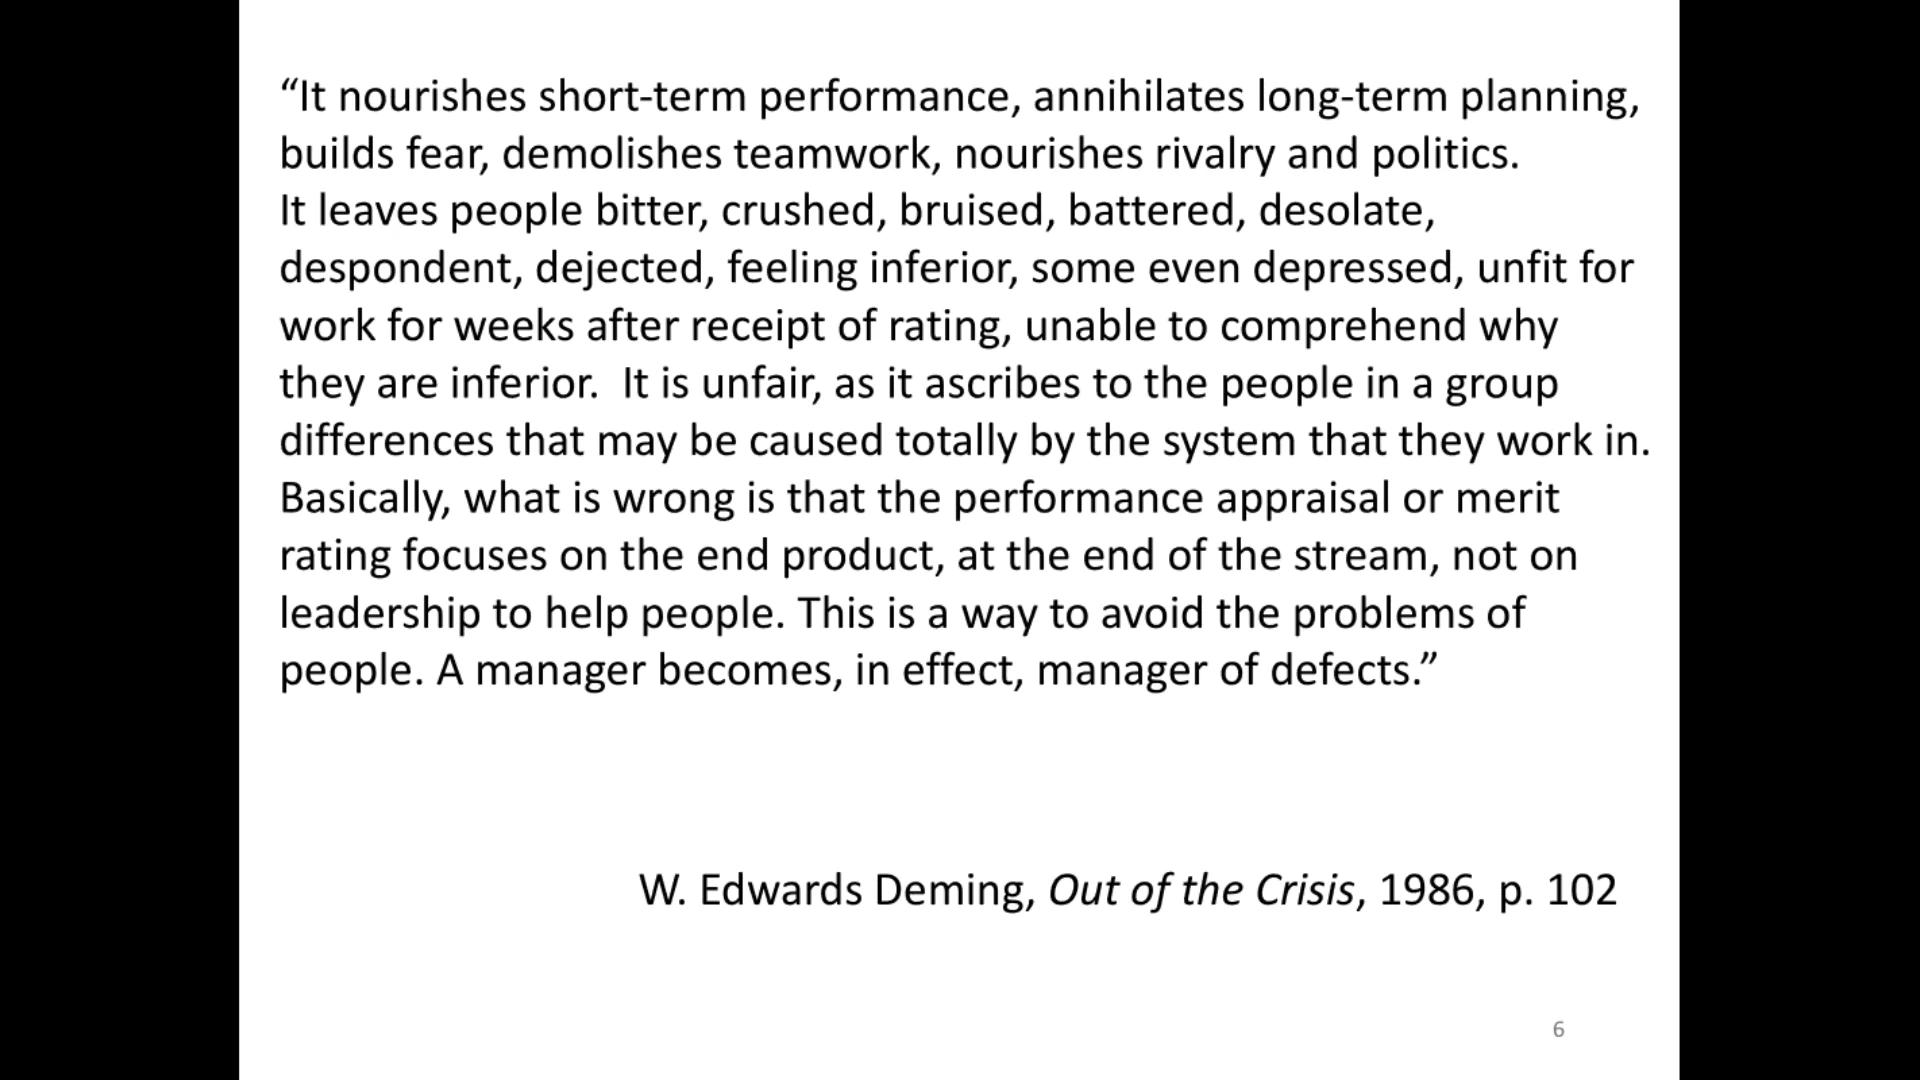 “It nourishes short-term performance, annihilates long-term planning,
builds fear, demolishes teamwork, nourishes rivalry and politics.
It leaves people bitter, crushed, bruised, battered, desolate,
despondent, dejected, feeling inferior, some even depressed, unfit for
work for weeks after receipt of rating, unable to comprehend why
they are inferior.  It is unfair, as it ascribes to the people in a group
differences that may be caused totally by the system that they work in.
Basically, what is wrong is that the performance appraisal or merit
rating focuses on the end product, at the end of the stream, not on
leadership to help people. This is a way to avoid the problems of
people. A manager becomes, in effect, manager of defects.”
W. Edwards Deming, Out of the Crisis, 1986, p. 102
6